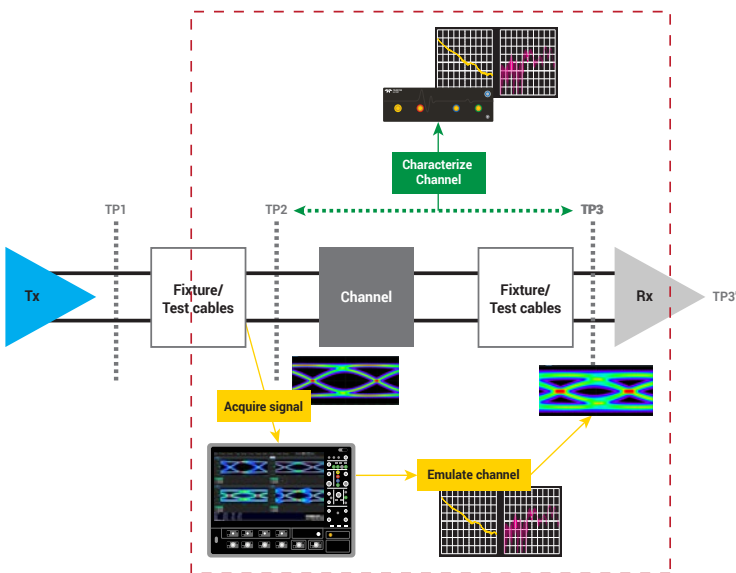 Characterize
Channel
TP1
TP2
TP3
Tx
Fixture/
Test cables
Channel
Fixture/
Test cables
Rx
TP3'
Acquire signal
Emulate channel